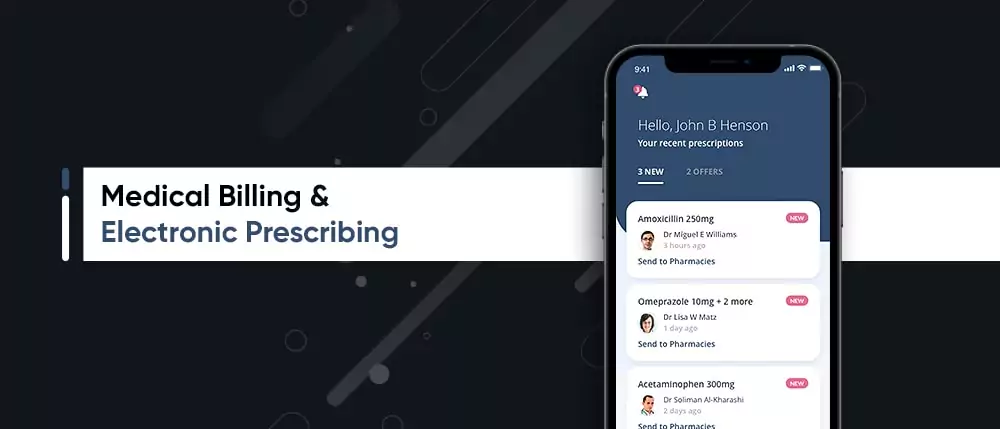 Medical Billing &
Electronic Prescribing
9:41
3
Hello, John B Henson
Your recent prescriptions
3 NEW 2 OFFERS
Amoxicillin 250mg NEW
Dr Miguel E Williams
3 hours ago
Send to Pharmacies
Omeprazole 10mg + 2 more NEW
Dr Lisa W Matz
1 day ago
Send to Pharmacies
Acetaminophen 300mg NEW
Dr Soliman Al-Kharashi
2 days ago
Send to Pharmacies